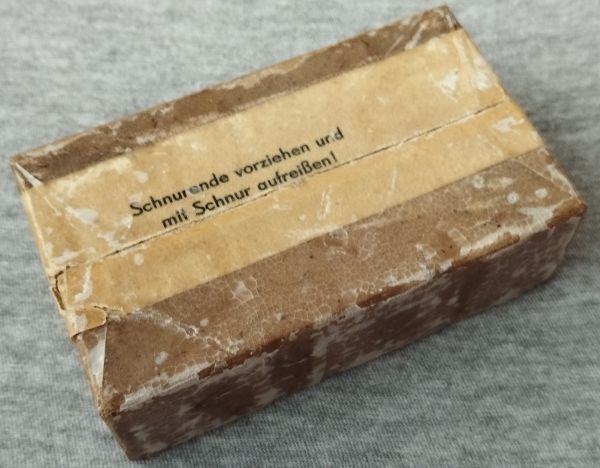 Schnurende vorziehen und
mit Schnur aufreißen!